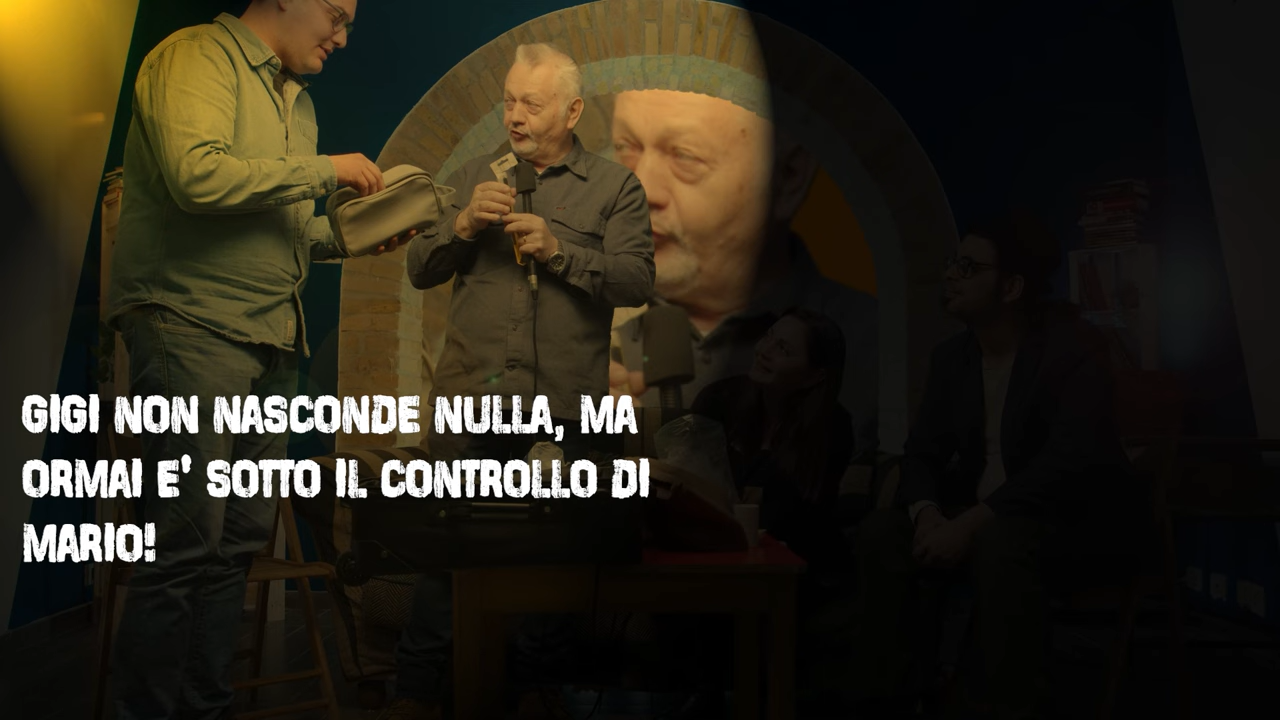 GIGI NON NASCONDE NULLA, MA
ORMAI E' SOTTO IL CONTROLLO DI
MARIO!